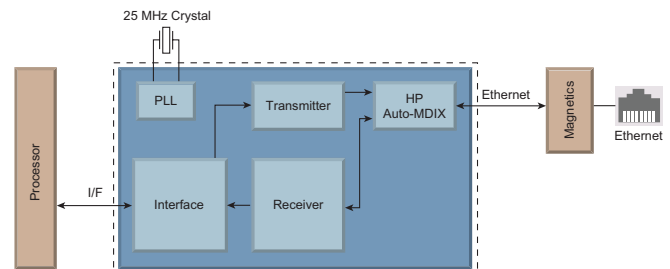 25 MHz Crystal
PLL
Transmitter
HP
Auto-MDIX
Ethernet
Magnetics
Ethernet
Processor
I/F
Interface
Receiver